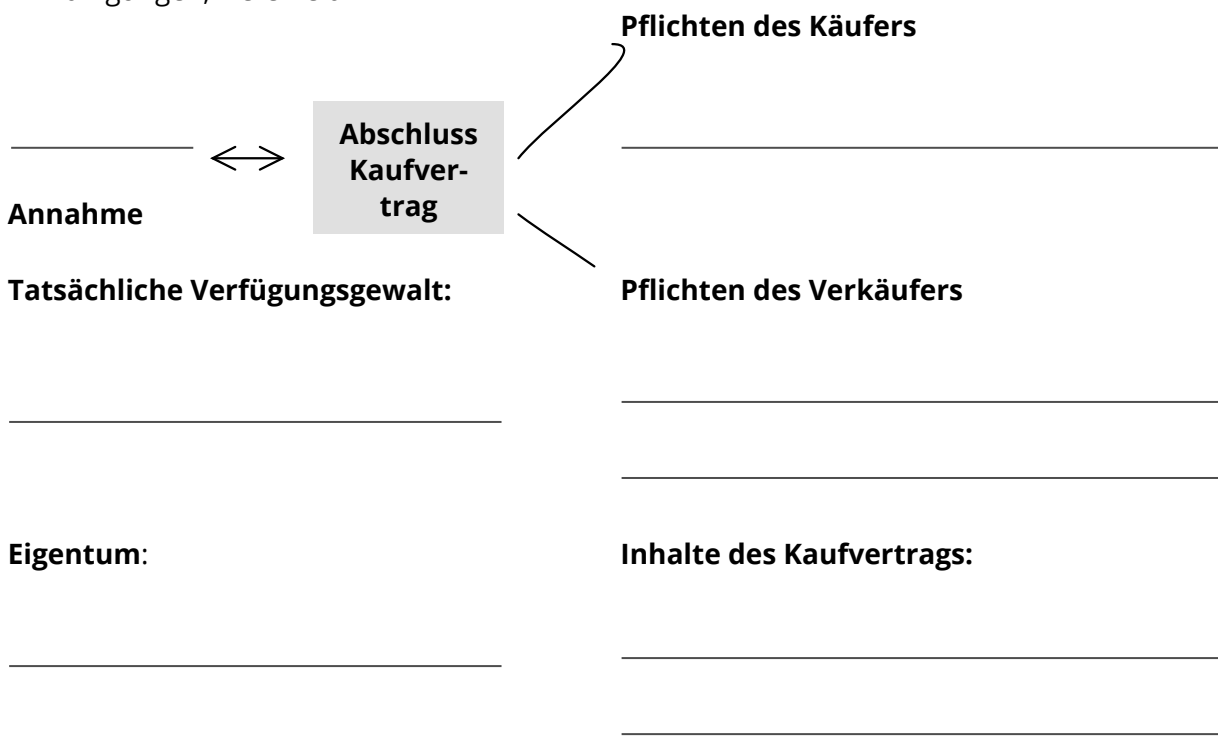 Pflichten des Käufers
Abschluss
Kaufver-
trag
Annahme
Tatsächliche Verfügungsgewalt:
Pflichten des Verkäufers
Eigentum:
Inhalte des Kaufvertrags: